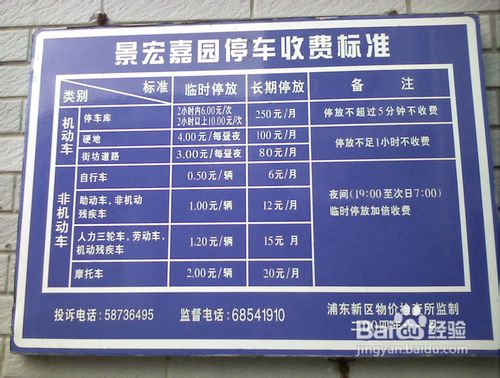 景宏嘉园停车收费标准
类别 标准 临时停放 长期停放 备 注
机动车
停车库 2小时内6.00元/次 250元/月 停放不超过5分钟不收费
2小时以上10.00元/次
硬地 4.00元/每昼夜 100元/月 停放不足1小时不收费
街坊道路 3.00元/每昼夜 80元/月
非机动车
自行车 0.50元/辆 6元/月
助动车、非机动残疾车 1.00元/辆 12元/月
夜间(19:00至次日7:00)
临时停放加倍收费
人力三轮车、劳动车、机动残疾车 1.20元/辆 15元 月
摩托车 2.00元/辆 20元/月
投诉电话:58736495 监督电话:68541910 浦东新区物价检查所监制
二00四年
Baidu经验
jingyan.baidu.com